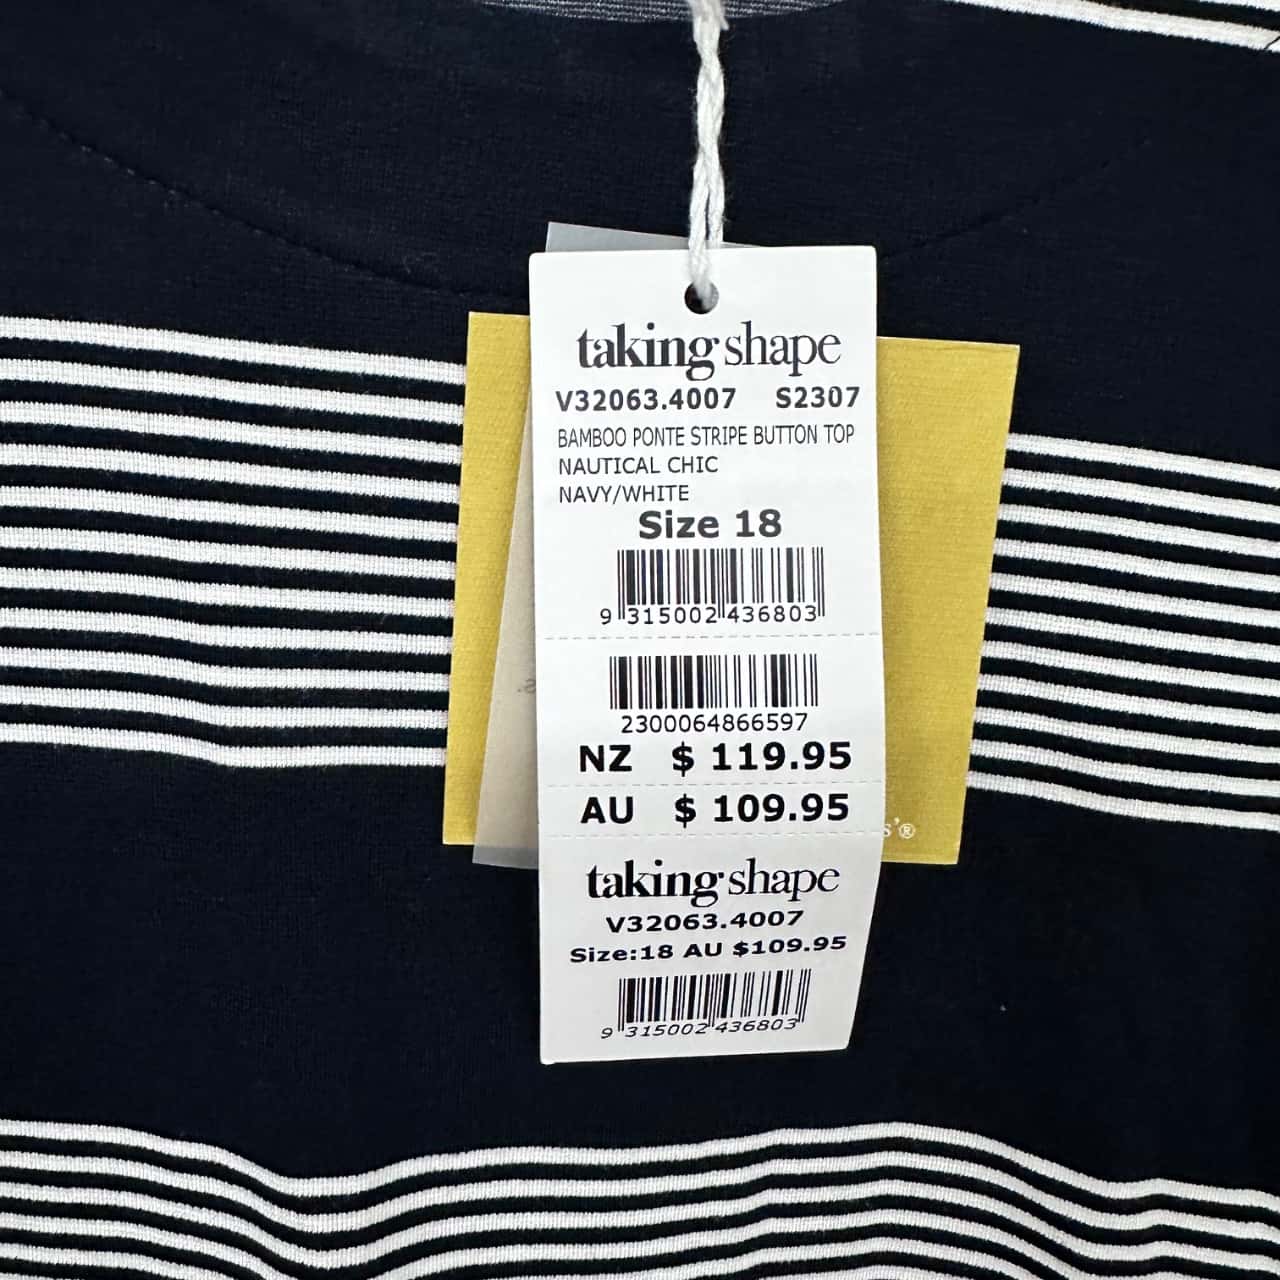 taking shape
V32063.4007 S2307
BAMBOO PONTE STRIPE BUTTON TOP
NAUTICAL CHIC
NAVY/WHITE
Size 18
9 315002 436803
2300064866597
NZ $ 119.95
AU $ 109.95
s'®
taking shape
V32063.4007
Size:18 AU $109.95
9 315002 436803